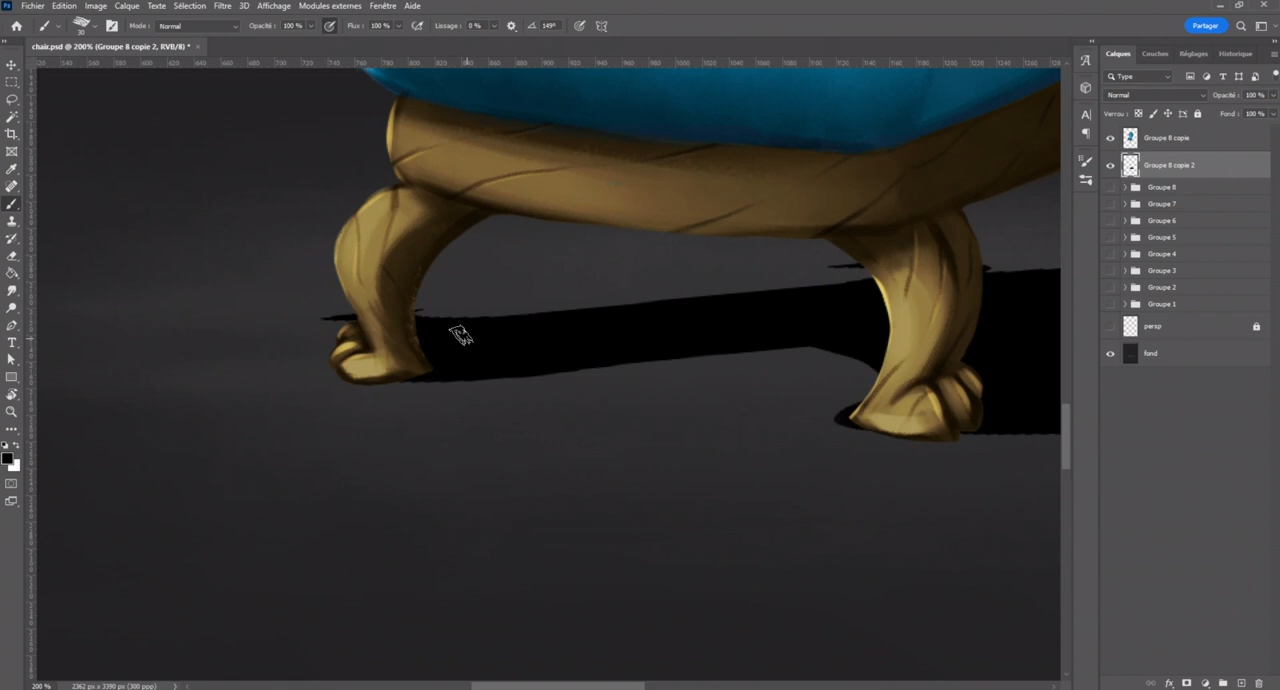 Ps Fichier Edition Image Calque Texte Sélection Filtre 3D Affichage Modules externes Fenêtre Aide
30 Mode : Normal Opacité : 100 % Flux : 100 % Lissage : 0 % 149° Partager
chair.psd @ 200% (Groupe 8 copie 2, RVB/8) * ×
Calques Couches Réglages Historique
Type
Normal Opacité : 100 %
Verrou : Fond : 100 %
Groupe 8 copie
Groupe 8 copie 2
Groupe 8
Groupe 7
Groupe 6
Groupe 5
Groupe 4
Groupe 3
Groupe 2
Groupe 1
persp
fond
200 % 2362 px x 3390 px (300 ppp)